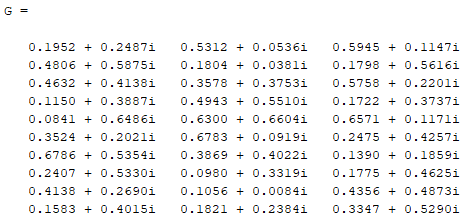 G =
0.1952 + 0.2487i 0.5312 + 0.0536i 0.5945 + 0.1147i
0.4806 + 0.5875i 0.1804 + 0.0381i 0.1798 + 0.5616i
0.4632 + 0.4138i 0.3578 + 0.3753i 0.5758 + 0.2201i
0.1150 + 0.3887i 0.4943 + 0.5510i 0.1722 + 0.3737i
0.0841 + 0.6486i 0.6300 + 0.6604i 0.6571 + 0.1171i
0.3524 + 0.2021i 0.6783 + 0.0919i 0.2475 + 0.4257i
0.6786 + 0.5354i 0.3869 + 0.4022i 0.1390 + 0.1859i
0.2407 + 0.5330i 0.0980 + 0.3319i 0.1775 + 0.4625i
0.4138 + 0.2690i 0.1056 + 0.0084i 0.4356 + 0.4873i
0.1583 + 0.4015i 0.1821 + 0.2384i 0.3347 + 0.5290i